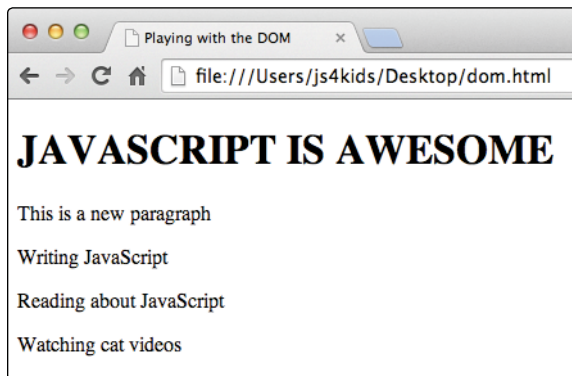 Playing with the DOM
file:///Users/js4kids/Desktop/dom.html
JAVASCRIPT IS AWESOME
This is a new paragraph
Writing JavaScript
Reading about JavaScript
Watching cat videos